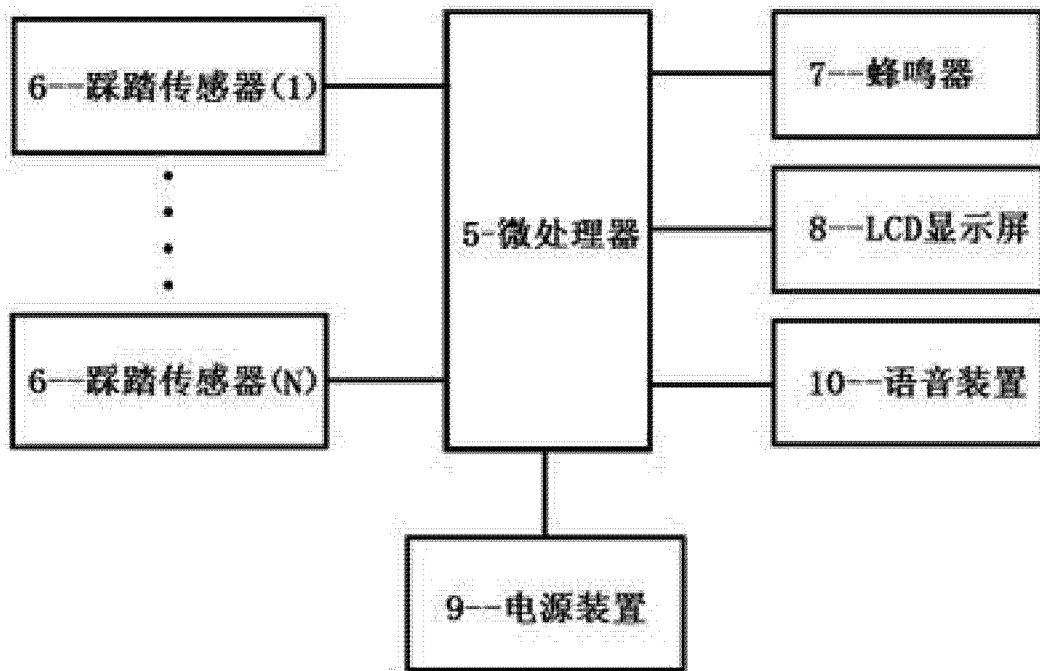 6--踩踏传感器(1)
6--踩踏传感器(N)
5-微处理器
7--蜂鸣器
8--LCD显示屏
10--语音装置
9--电源装置